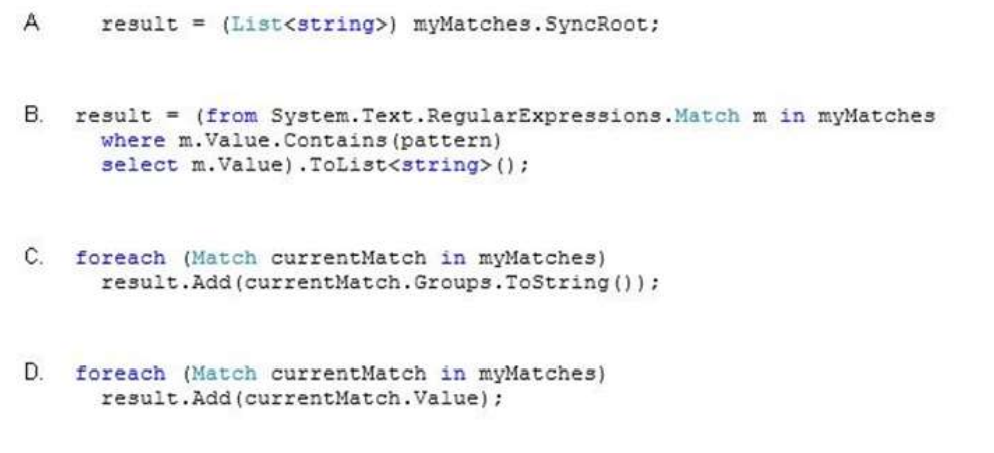 A result = (List<string>) myMatches.SyncRoot;
B. result = (from System.Text.RegularExpressions.Match m in myMatches
where m.Value.Contains(pattern)
select m.Value).ToList<string>();
C. foreach (Match currentMatch in myMatches)
result.Add(currentMatch.Groups.ToString());
D. foreach (Match currentMatch in myMatches)
result.Add(currentMatch.Value);